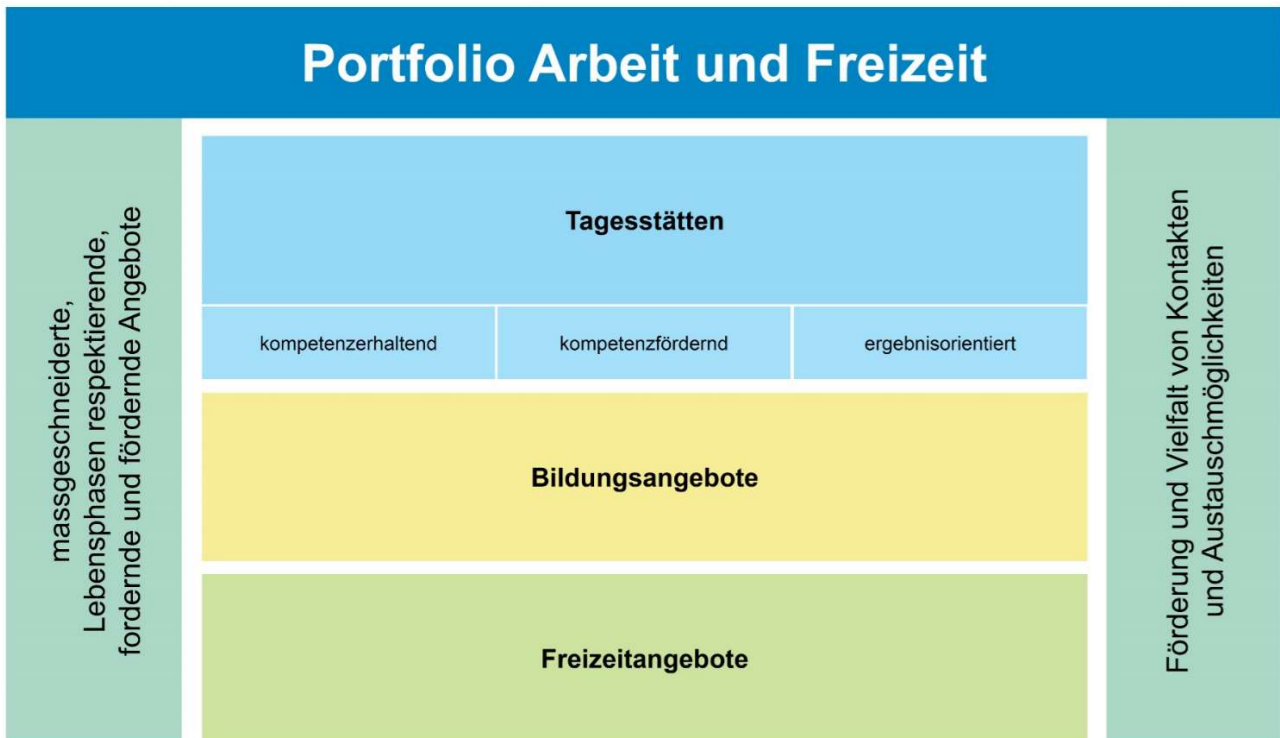 Portfolio Arbeit und Freizeit
massgeschneiderte,
Lebensphasen respektierende,
fordernde und fördernde Angebote
Tagesstätten
kompetenzerhaltend
kompetenzfördernd
ergebnisorientiert
Bildungsangebote
Freizeitangebote
Förderung und Vielfalt von Kontakten
und Austauschmöglichkeiten